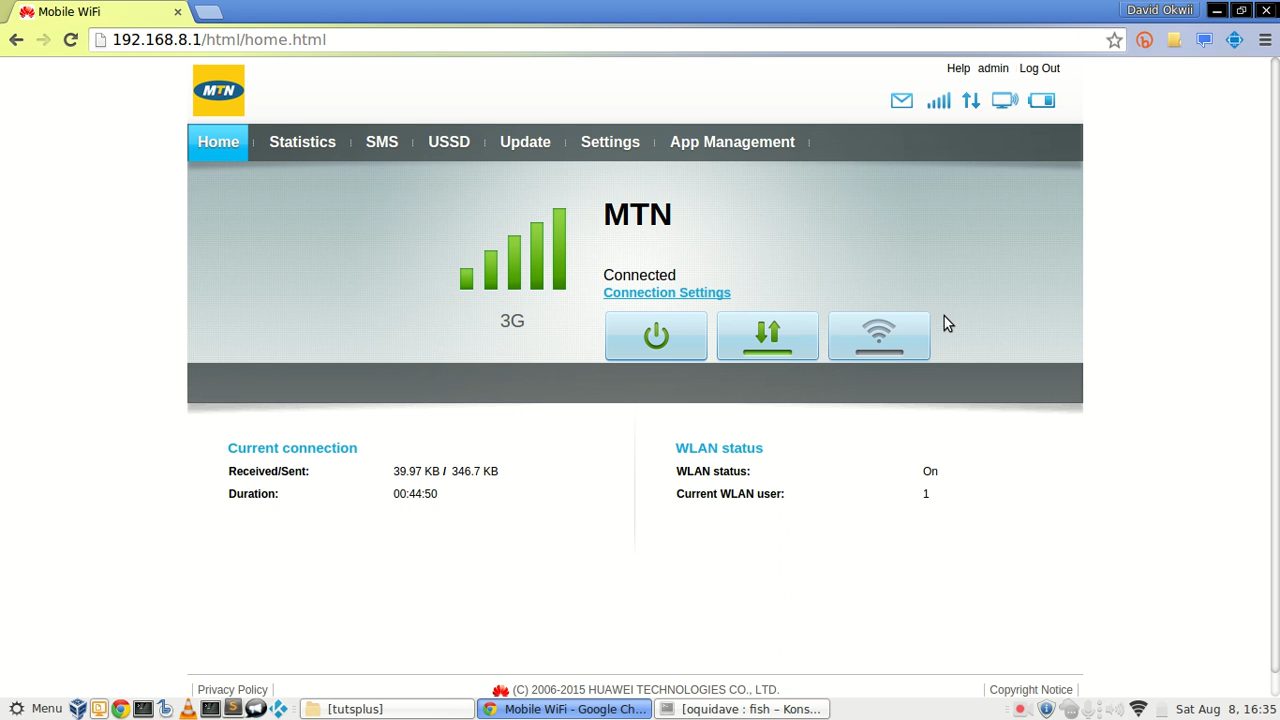 Mobile WiFi
David Okwii
192.168.8.1/html/home.html
Help admin Log Out
MTN
Home Statistics SMS USSD Update Settings App Management
MTN
Connected
Connection Settings
3G
Current connection
Received/Sent: 39.97 KB / 346.7 KB
Duration: 00:44:50
WLAN status
WLAN status: On
Current WLAN user: 1
Privacy Policy
(C) 2006-2015 HUAWEI TECHNOLOGIES CO., LTD.
Copyright Notice
Menu
[tutsplus]
Mobile WiFi - Google Ch...
[oquidave : fish – Kons...
Sat Aug 8, 16:35